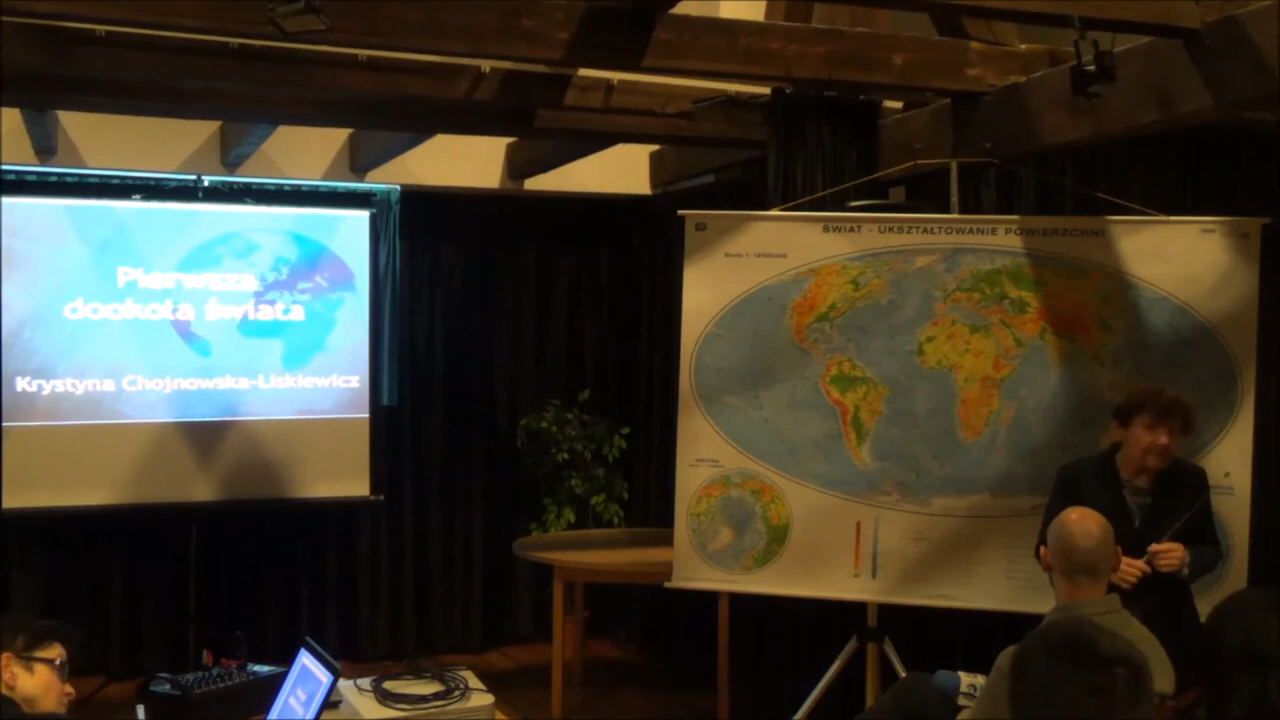 Pierwsza
dookoła świata
Krystyna Chojnowska-Liskiewicz
ŚWIAT - UKSZTAŁTOWANIE POWIERZCHNI